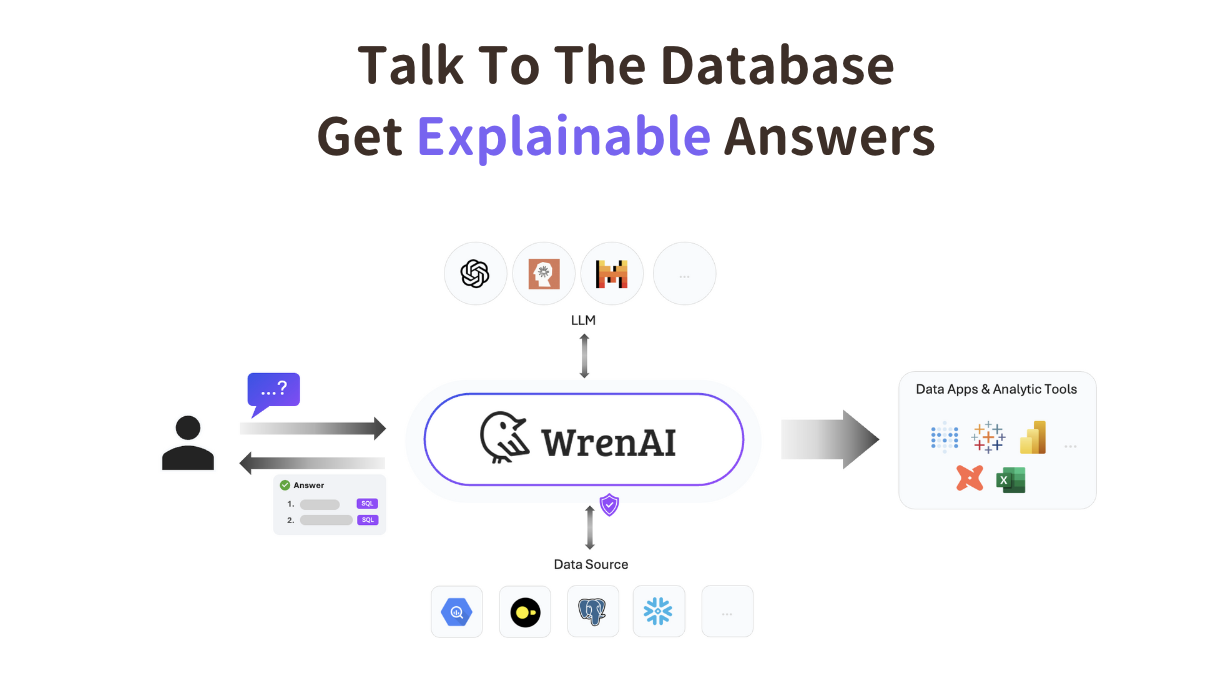 Talk To The Database
Get Explainable Answers
LLM
...
...?
WrenAI
Answer
1. SQL
2. SQL
Data Apps & Analytic Tools
...
X
Data Source
...